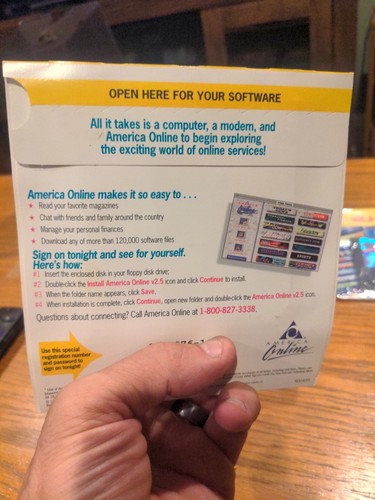 OPEN HERE FOR YOUR SOFTWARE
All it takes is a computer, a modem, and
America Online to begin exploring
the exciting world of online services!
America Online makes it so easy to . . .
★ Read your favorite magazines
★ Chat with friends and family around the country
★ Manage your personal finances
★ Download any of more than 120,000 software files
Sign on tonight and see for yourself.
Here's how:
#1 Insert the enclosed disk in your floppy disk drive;
#2 Double-click the Install America Online v2.5 icon and click Continue to install.
#3 When the folder name appears, click Save.
#4 When installation is complete, click Continue, open new folder and double-click the America Online v2.5 icon.
Questions about connecting? Call America Online at 1-800-827-3338.
Use this special
registration number
and password to
sign on tonight!
AMERICA
Online